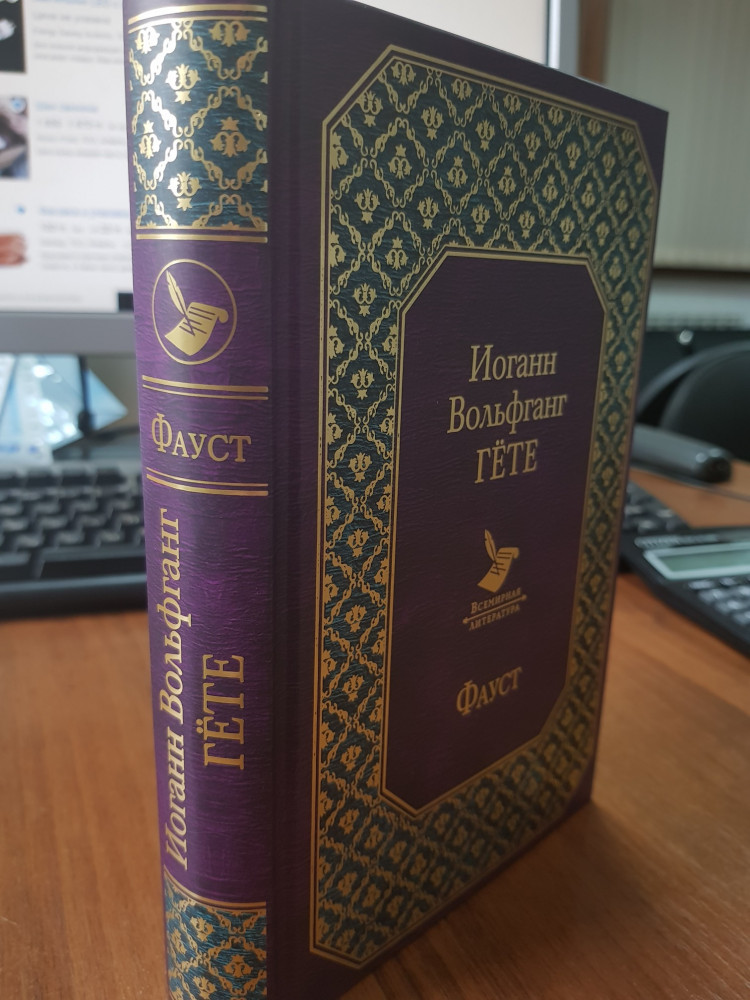 Фауст
Иоганн Вольфганг
ГЁТЕ
Иоганн
Вольфганг
ГЁТЕ
Всемирная
литература
Фауст